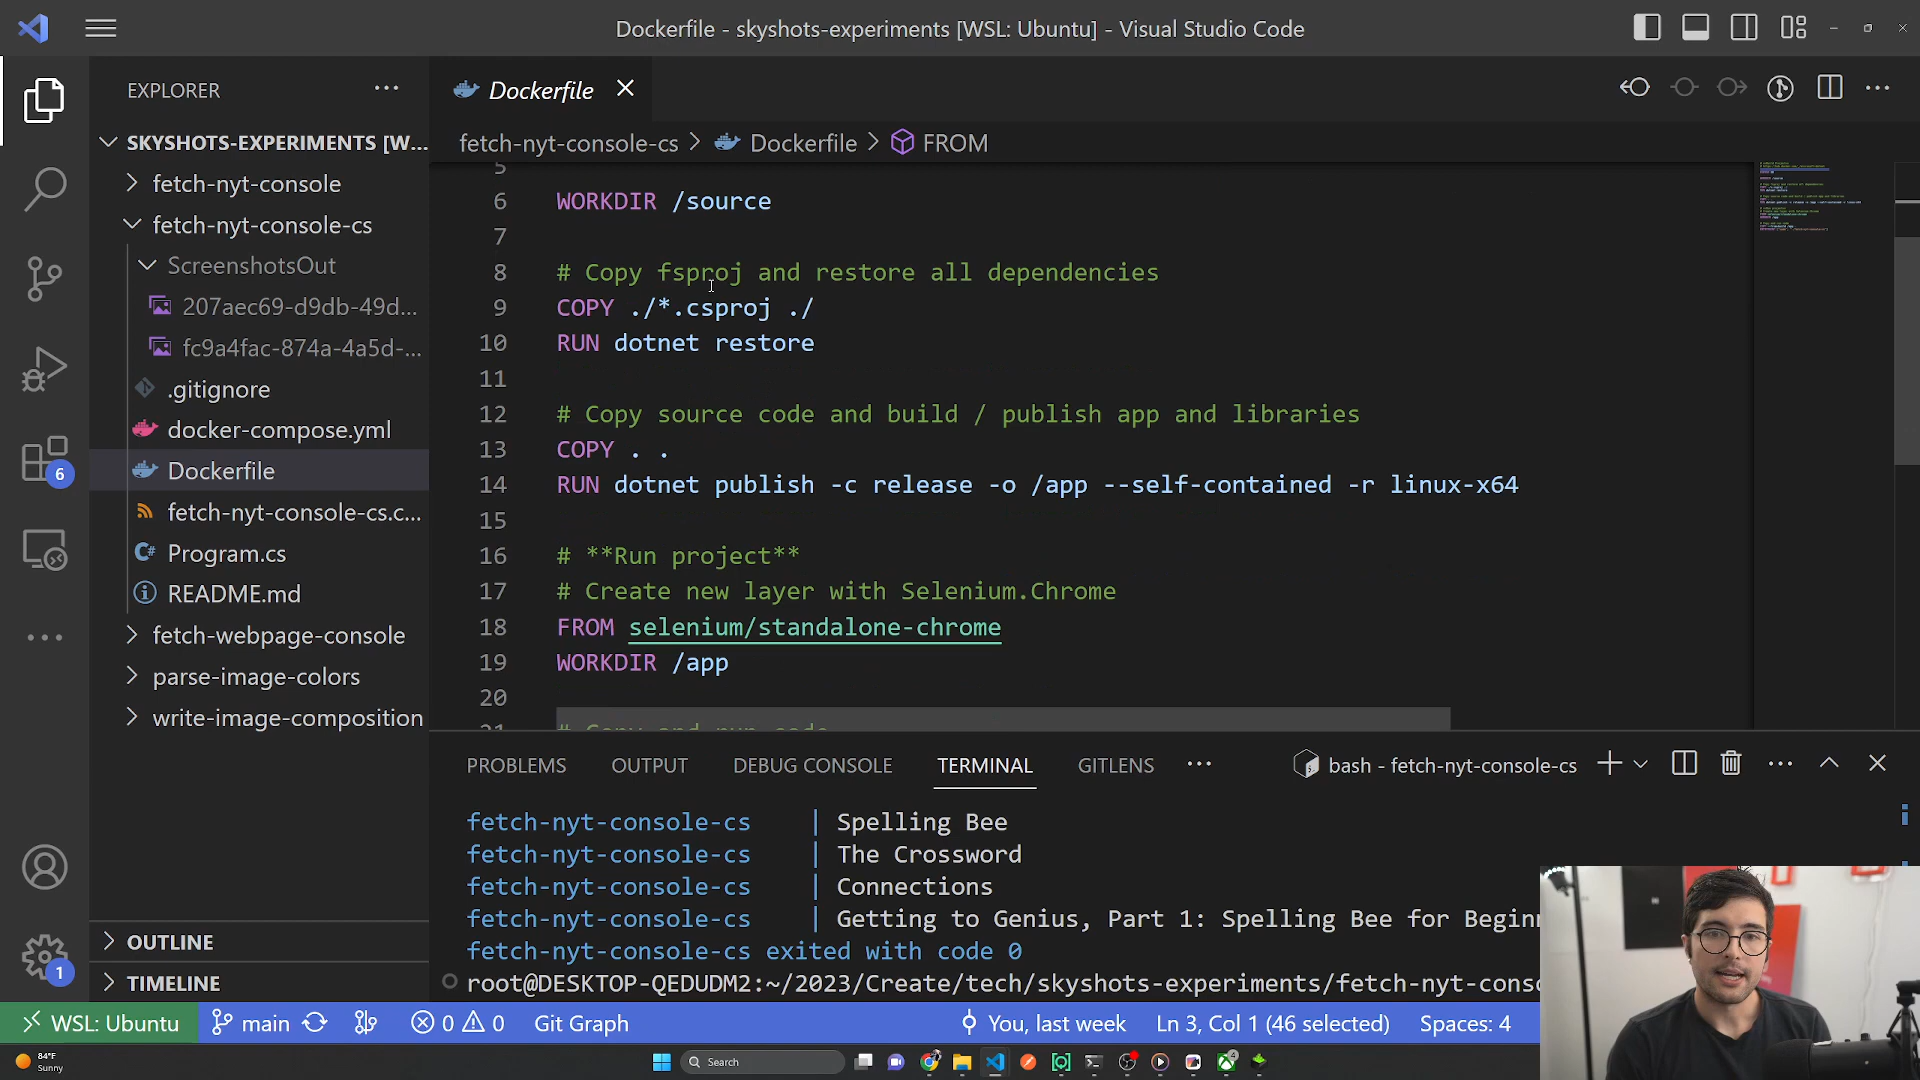 Dockerfile - skyshots-experiments [WSL: Ubuntu] - Visual Studio Code
EXPLORER
SKYSHOTS-EXPERIMENTS [W...
fetch-nyt-console
fetch-nyt-console-cs
ScreenshotsOut
207aec69-d9db-49d...
fc9a4fac-874a-4a5d-...
.gitignore
docker-compose.yml
Dockerfile
fetch-nyt-console-cs.c...
Program.cs
README.md
fetch-webpage-console
parse-image-colors
write-image-composition
OUTLINE
TIMELINE
6
1
Dockerfile
fetch-nyt-console-cs > Dockerfile > FROM
5
6 WORKDIR /source
7
8 # Copy fsproj and restore all dependencies
9 COPY ./*.csproj ./
10 RUN dotnet restore
11
12 # Copy source code and build / publish app and libraries
13 COPY . .
14 RUN dotnet publish -c release -o /app --self-contained -r linux-x64
15
16 # **Run project**
17 # Create new layer with Selenium.Chrome
18 FROM selenium/standalone-chrome
19 WORKDIR /app
20
21 # Copy and run code
PROBLEMS OUTPUT DEBUG CONSOLE TERMINAL GITLENS bash - fetch-nyt-console-cs
fetch-nyt-console-cs | Spelling Bee
fetch-nyt-console-cs | The Crossword
fetch-nyt-console-cs | Connections
fetch-nyt-console-cs | Getting to Genius, Part 1: Spelling Bee for Beginn
fetch-nyt-console-cs exited with code 0
root@DESKTOP-QEDUDM2:~/2023/Create/tech/skyshots-experiments/fetch-nyt-conso
WSL: Ubuntu main 0 0 Git Graph You, last week Ln 3, Col 1 (46 selected) Spaces: 4
84°F
Sunny
Search
4